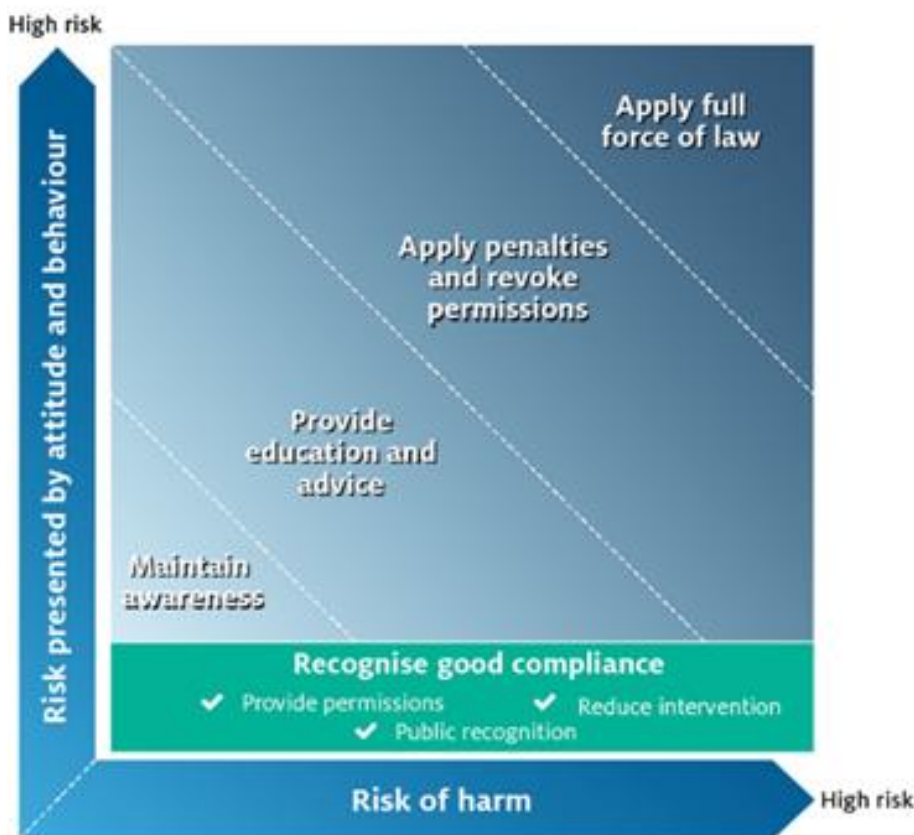 High risk
Risk presented by attitude and behaviour
Apply full
force of law
Apply penalties
and revoke
permissions
Provide
education and
advice
Maintain
awareness
Recognise good compliance
✓ Provide permissions
✓ Reduce intervention
✓ Public recognition
Risk of harm
High risk